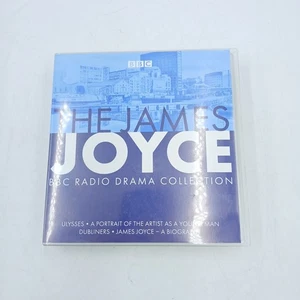 BBC
THE JAMES
JOYCE
BBC RADIO DRAMA COLLECTION
ULYSSES • A PORTRAIT OF THE ARTIST AS A YOUNG MAN
DUBLINERS • JAMES JOYCE – A BIOGRAPHY